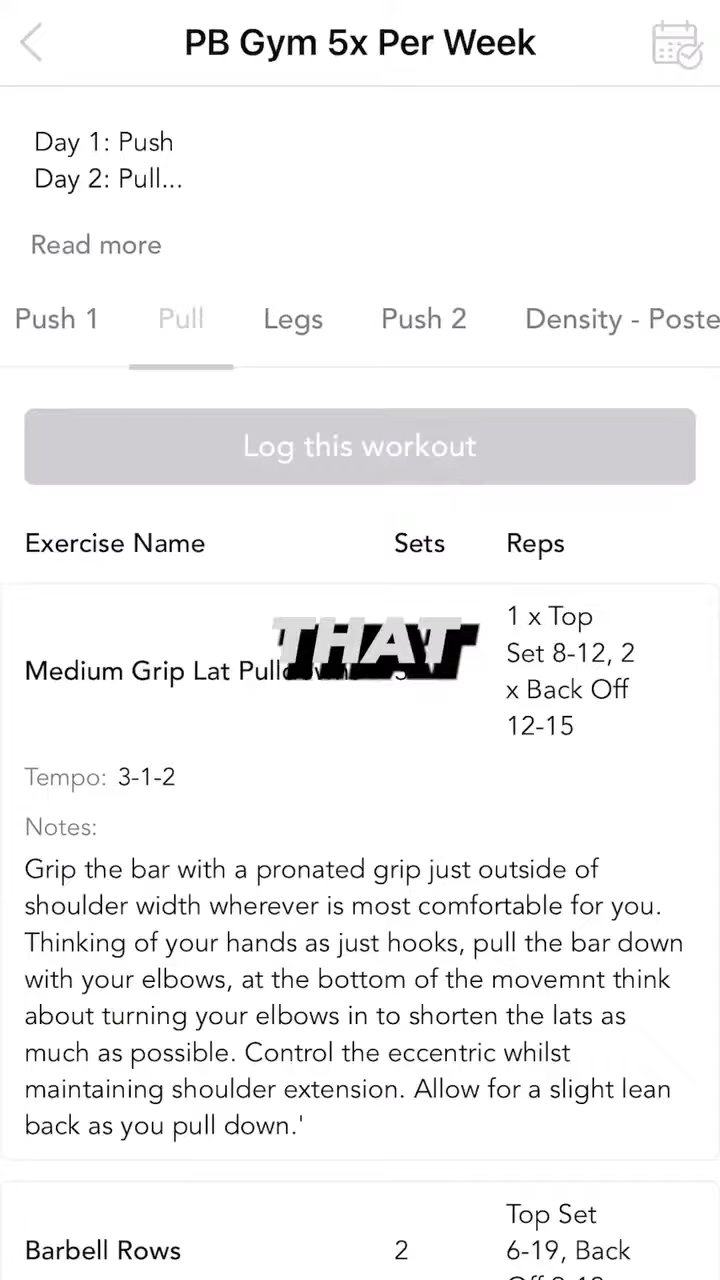 PB Gym 5x Per Week
Day 1: Push
Day 2: Pull...
Read more
Push 1 Pull Legs Push 2 Density - Poste
Log this workout
Exercise Name Sets Reps
1 x Top
Set 8-12, 2
x Back Off
12-15
Medium Grip Lat
THAT
Tempo: 3-1-2
Notes:
Grip the bar with a pronated grip just outside of
shoulder width wherever is most comfortable for you.
Thinking of your hands as just hooks, pull the bar down
with your elbows, at the bottom of the movemnt think
about turning your elbows in to shorten the lats as
much as possible. Control the eccentric whilst
maintaining shoulder extension. Allow for a slight lean
back as you pull down.'
Barbell Rows 2
Top Set
6-19, Back